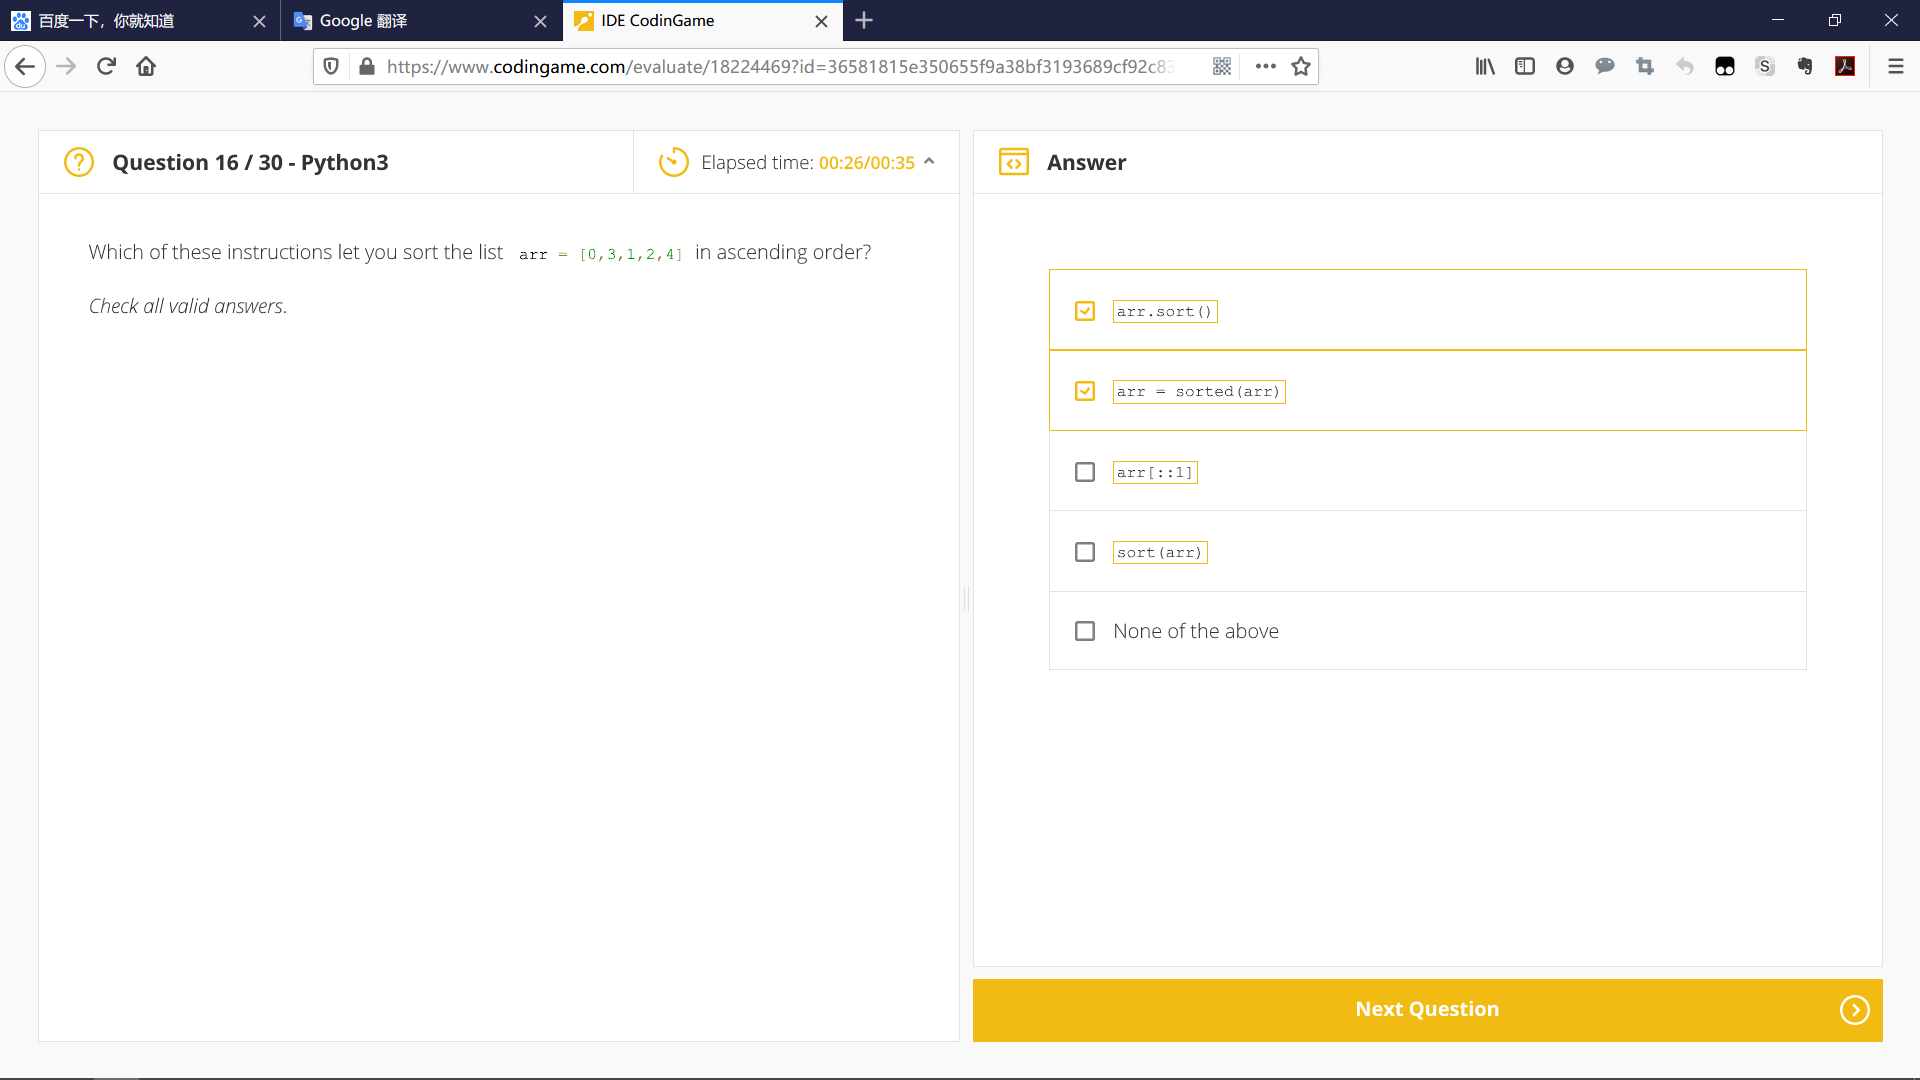 百度一下，你就知道
Google 翻译
IDE CodinGame
https://www.codingame.com/evaluate/18224469?id=36581815e350655f9a38bf3193689cf92c83
Question 16 / 30 - Python3
Elapsed time: 00:26/00:35
Answer
Which of these instructions let you sort the list arr = [0,3,1,2,4] in ascending order?
Check all valid answers.
arr.sort()
arr = sorted(arr)
arr[::1]
sort(arr)
None of the above
Next Question